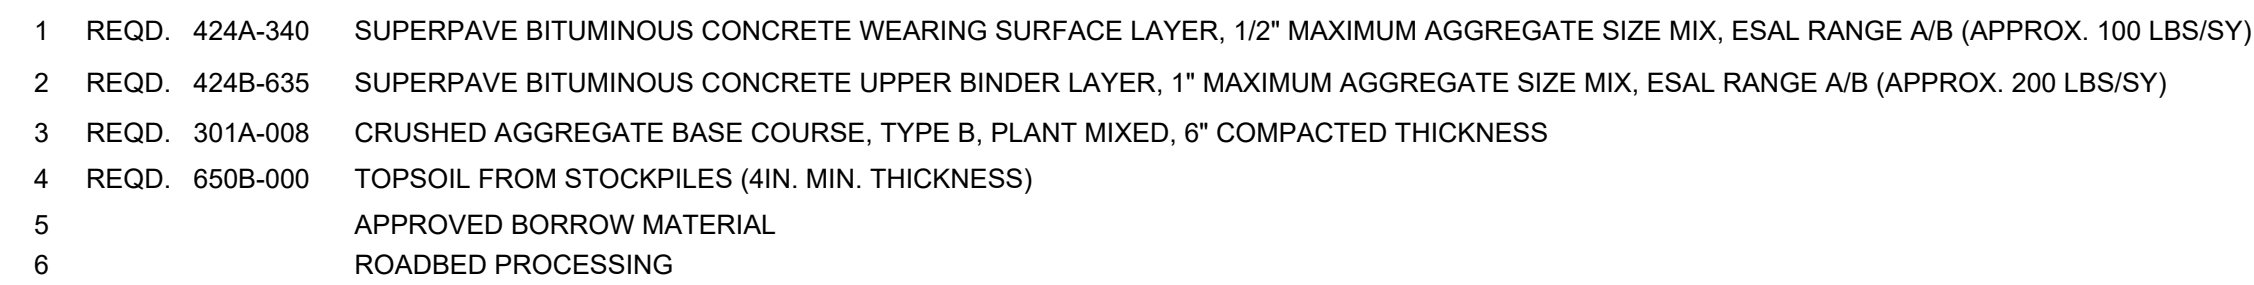 1 REQD. 424A-340 SUPERPAVE BITUMINOUS CONCRETE WEARING SURFACE LAYER, 1/2" MAXIMUM AGGREGATE SIZE MIX, ESAL RANGE A/B (APPROX. 100 LBS/SY)
2 REQD. 424B-635 SUPERPAVE BITUMINOUS CONCRETE UPPER BINDER LAYER, 1" MAXIMUM AGGREGATE SIZE MIX, ESAL RANGE A/B (APPROX. 200 LBS/SY)
3 REQD. 301A-008 CRUSHED AGGREGATE BASE COURSE, TYPE B, PLANT MIXED, 6" COMPACTED THICKNESS
4 REQD. 650B-000 TOPSOIL FROM STOCKPILES (4IN. MIN. THICKNESS)
5 APPROVED BORROW MATERIAL
6 ROADBED PROCESSING